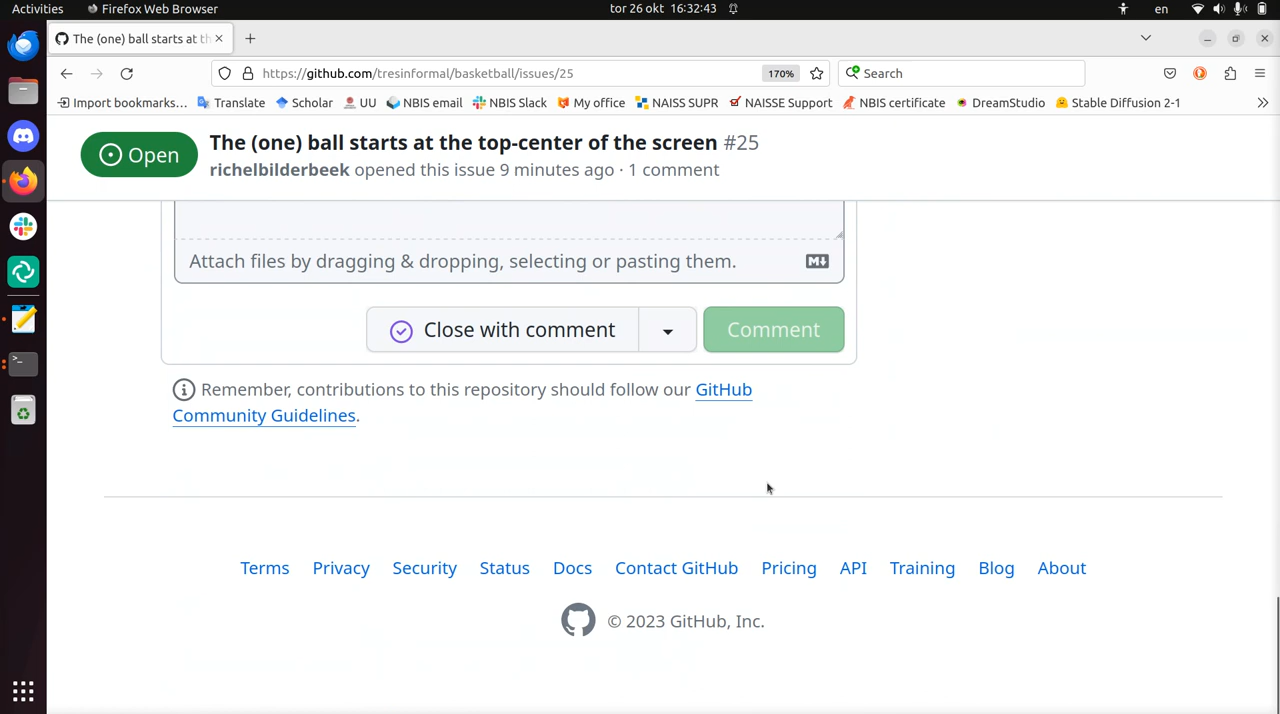 Activities Firefox Web Browser tor 26 okt 16:32:43 en
The (one) ball starts at th
https://github.com/tresinformal/basketball/issues/25 170% Search
Import bookmarks... Translate Scholar UU NBIS email NBIS Slack My office NAISS SUPR NAISSE Support NBIS certificate DreamStudio Stable Diffusion 2-1
Open The (one) ball starts at the top-center of the screen #25
richelbilderbeek opened this issue 9 minutes ago · 1 comment
Attach files by dragging & dropping, selecting or pasting them.
Close with comment Comment
Remember, contributions to this repository should follow our GitHub
Community Guidelines.
Terms Privacy Security Status Docs Contact GitHub Pricing API Training Blog About
© 2023 GitHub, Inc.